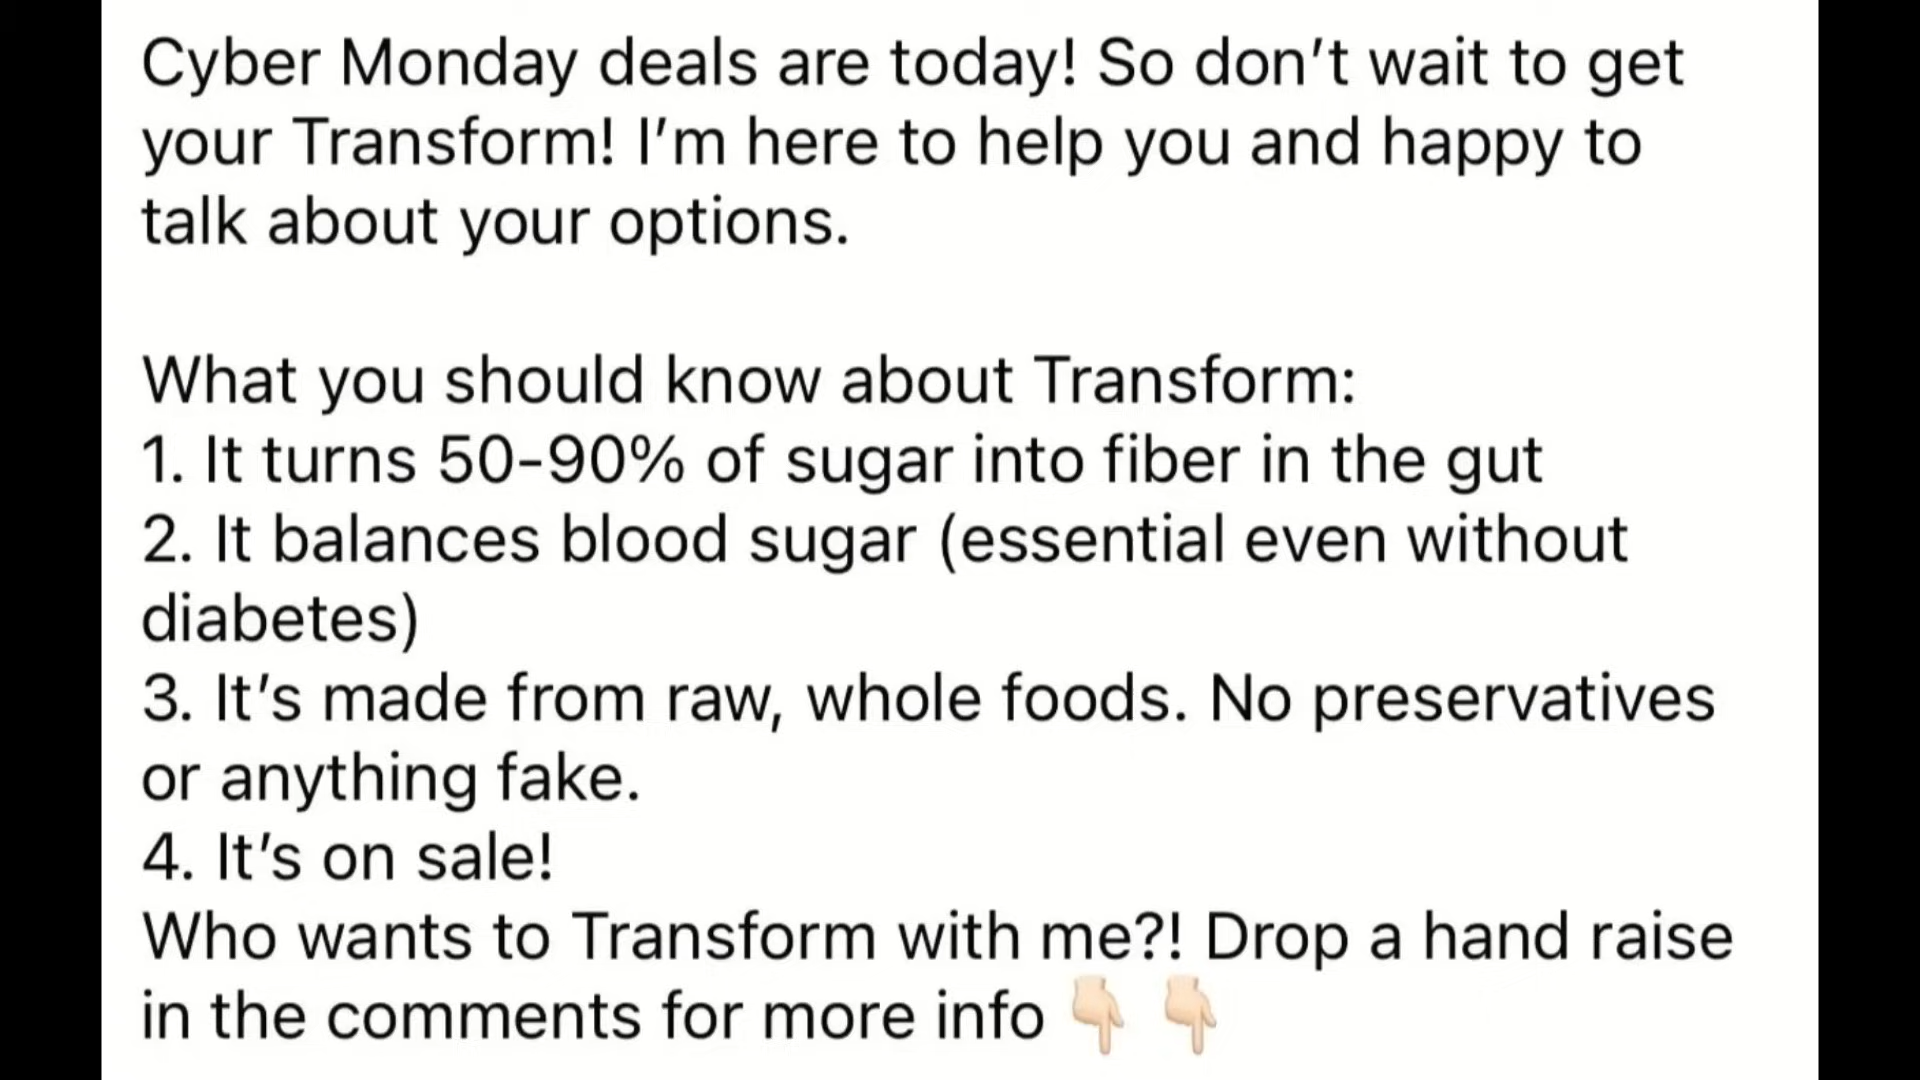 Cyber Monday deals are today! So don’t wait to get
your Transform! I’m here to help you and happy to
talk about your options.
What you should know about Transform:
1. It turns 50-90% of sugar into fiber in the gut
2. It balances blood sugar (essential even without
diabetes)
3. It’s made from raw, whole foods. No preservatives
or anything fake.
4. It’s on sale!
Who wants to Transform with me?! Drop a hand raise
in the comments for more info 👇🏻 👇🏻